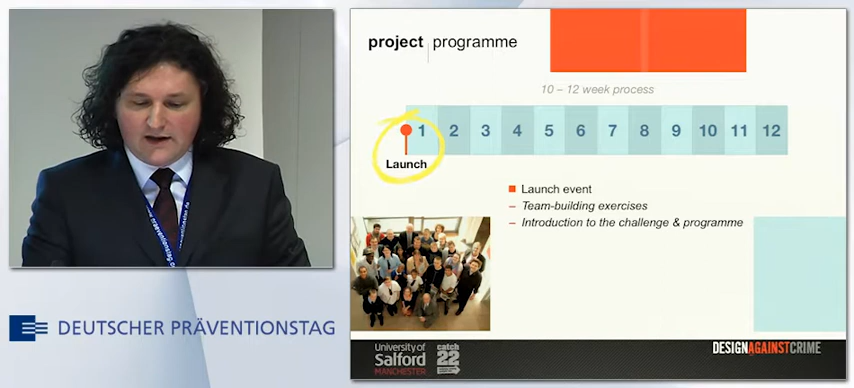 project programme
10 – 12 week process
1 2 3 4 5 6 7 8 9 10 11 12
Launch
Launch event
– Team-building exercises
– Introduction to the challenge & programme
DEUTSCHER PRÄVENTIONSTAG
University of
Salford
MANCHESTER
catch
22
DESIGNAGAINSTCRIME